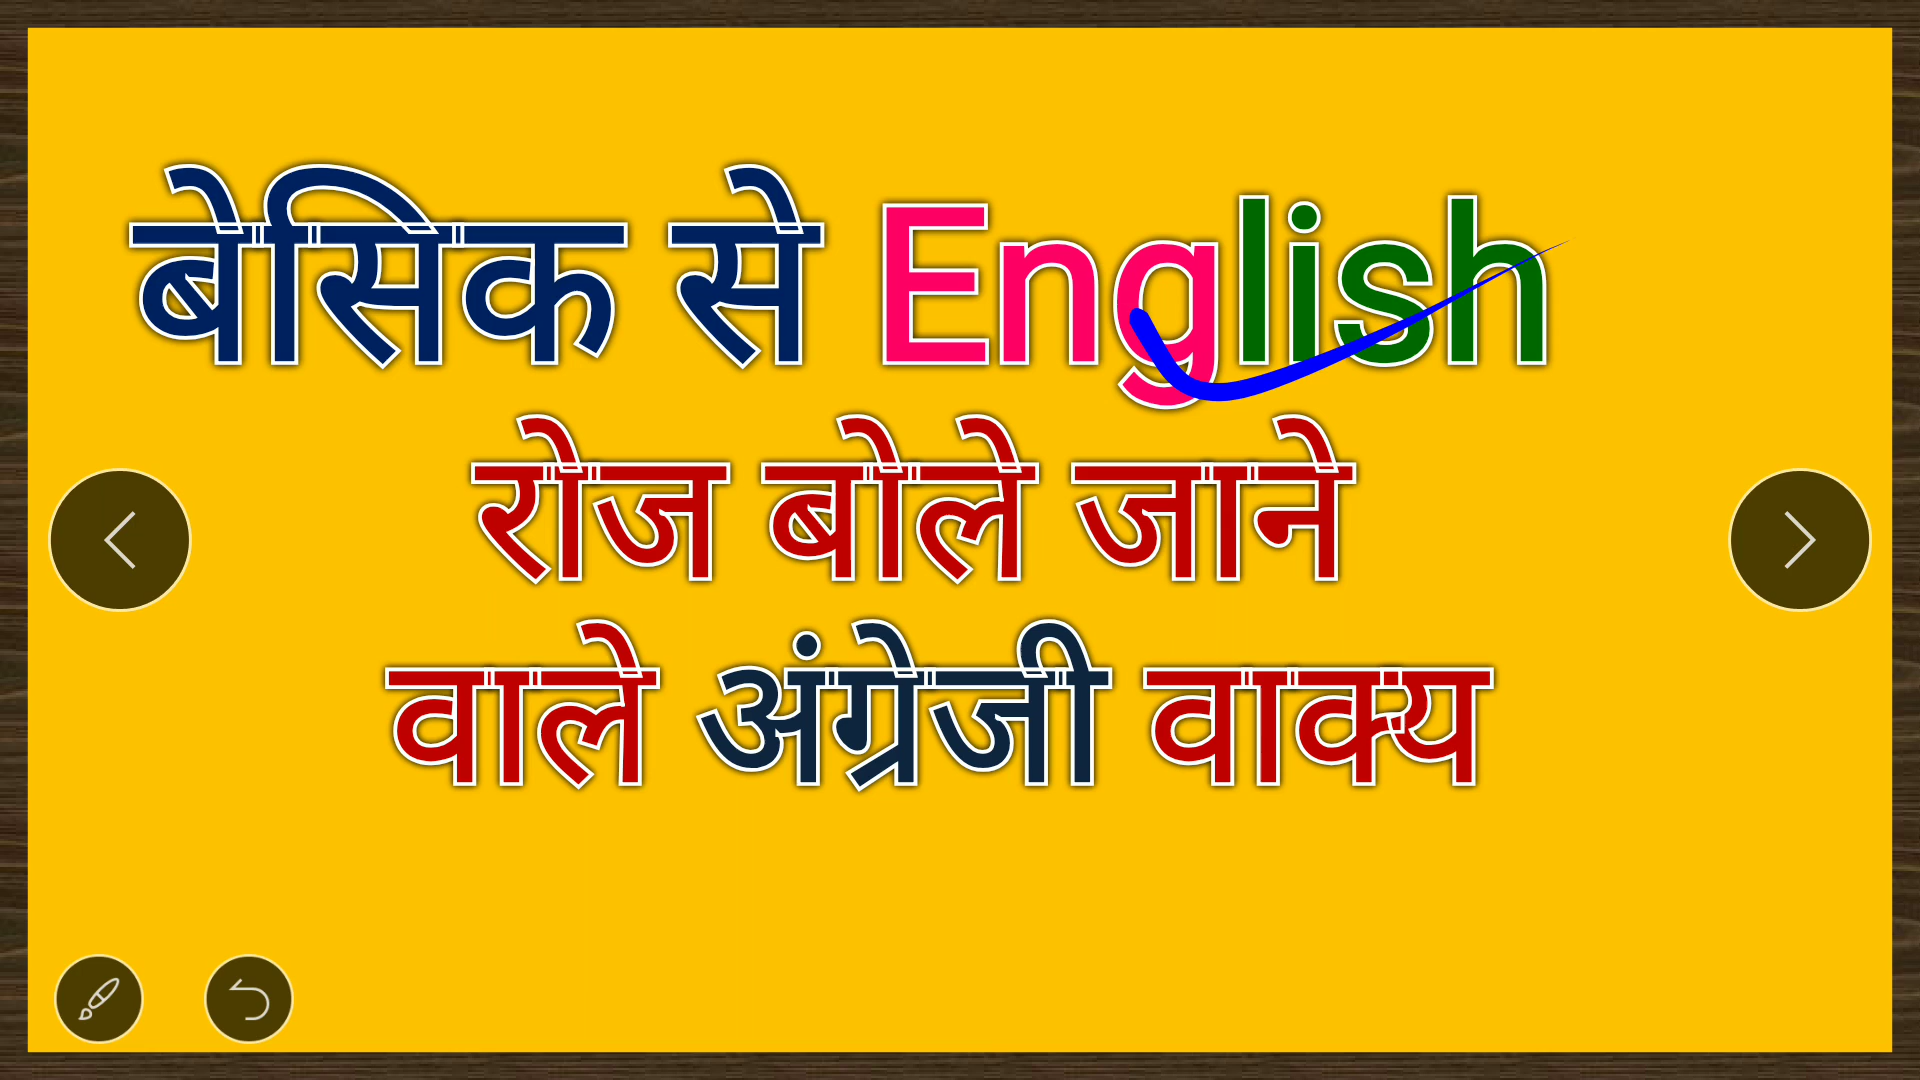 बेसिक से English
रोज बोले जाने
वाले अंग्रेजी वाक्य